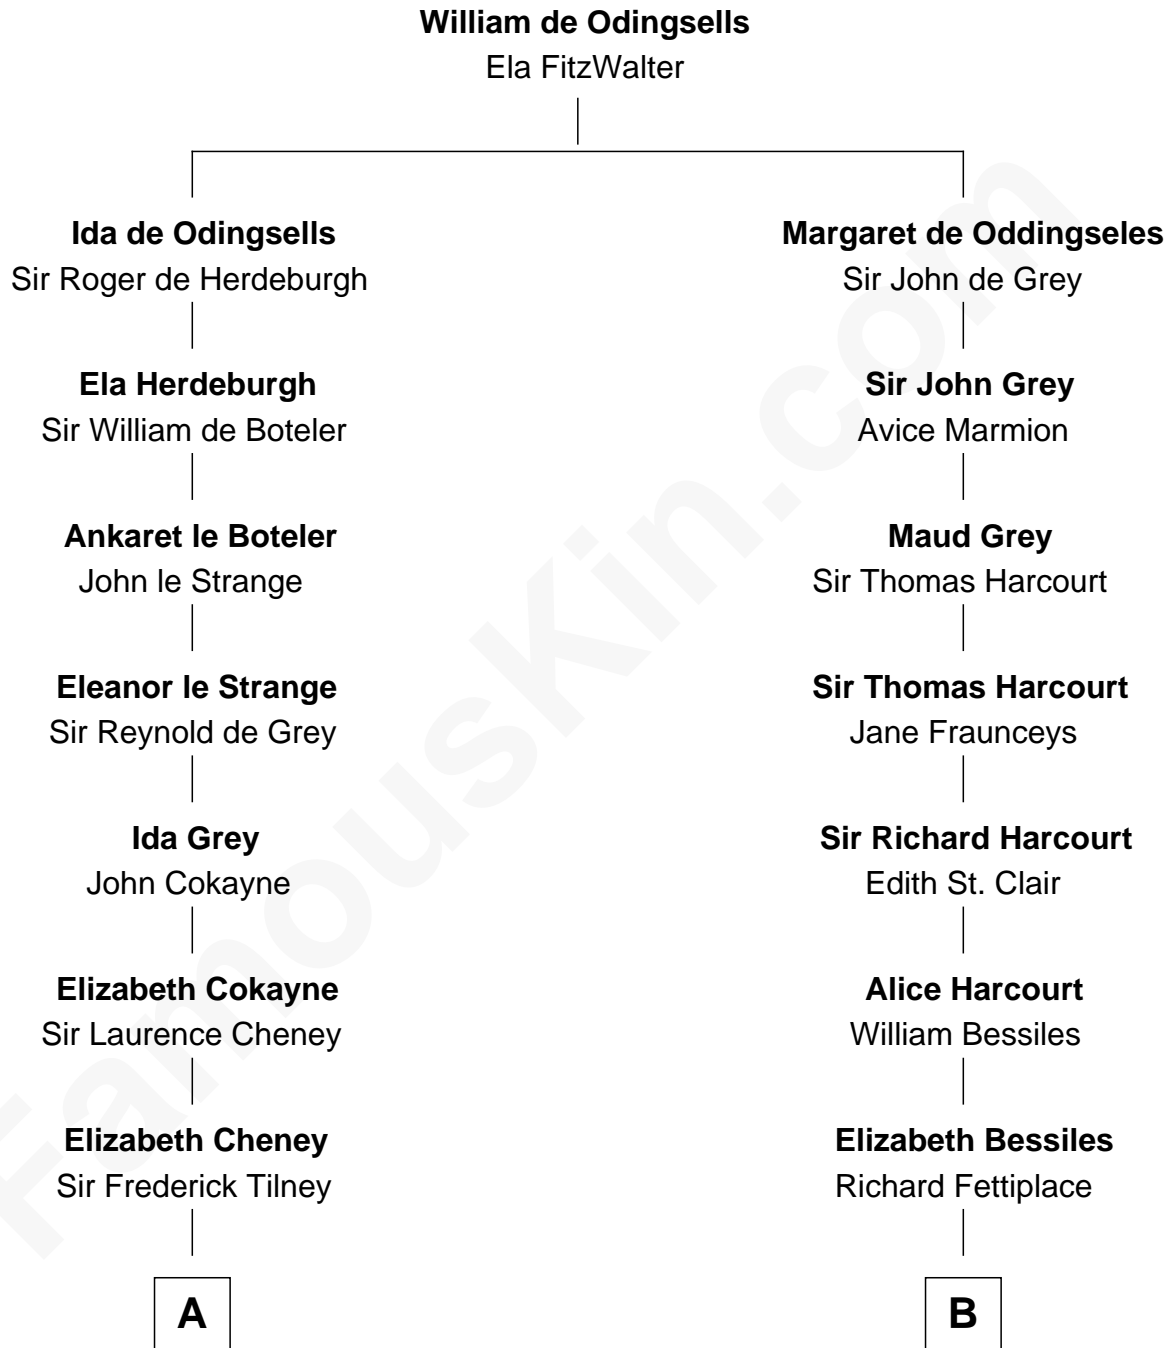 William de Odingsells
Ela FitzWalter
Ida de Odingsells
Sir Roger de Herdeburgh
Margaret de Oddingseles
Sir John de Grey
Ela Herdeburgh
Sir William de Boteler
Sir John Grey
Avice Marmion
Ankaret le Boteler
John le Strange
Maud Grey
Sir Thomas Harcourt
Eleanor le Strange
Sir Reynold de Grey
Sir Thomas Harcourt
Jane Fraunceys
Ida Grey
John Cokayne
Sir Richard Harcourt
Edith St. Clair
Elizabeth Cokayne
Sir Laurence Cheney
Alice Harcourt
William Bessiles
Elizabeth Cheney
Sir Frederick Tilney
Elizabeth Bessiles
Richard Fettiplace
A
B
FamousKin.com